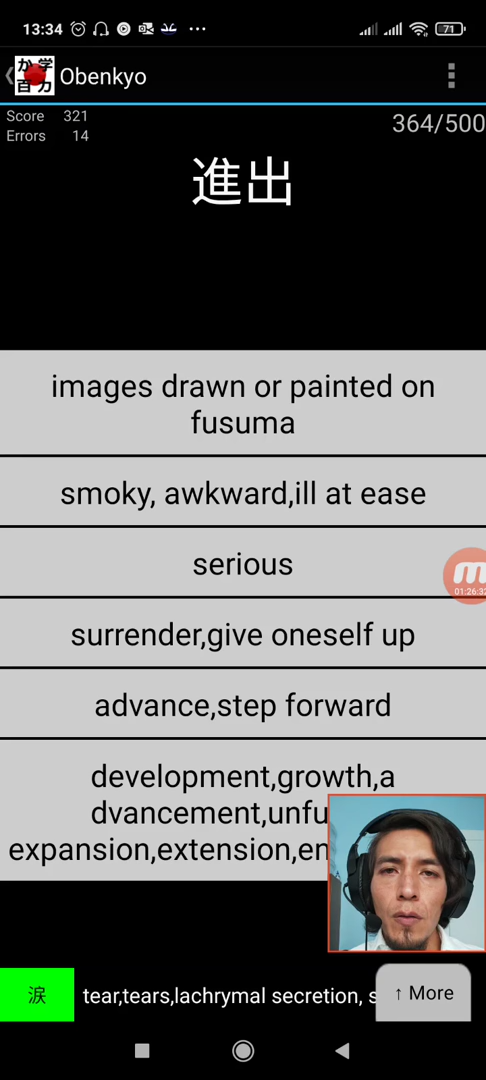 13:34 71
か学
百力
Obenkyo
Score 321
Errors 14
364/500
進出
images drawn or painted on
fusuma
smoky, awkward,ill at ease
serious
01:26:32
surrender,give oneself up
advance,step forward
development,growth,a
dvancement,unfu
expansion,extension,en
涙 tear,tears,lachrymal secretion, s
↑ More